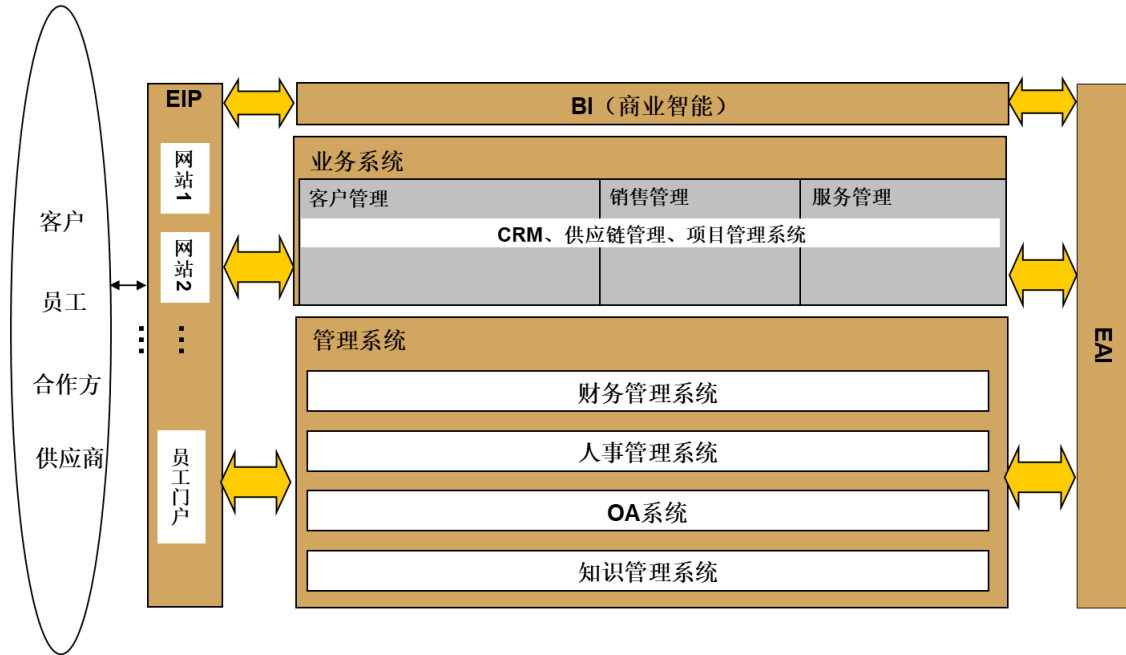 客户
员工
合作方
供应商
EIP
网站1
网站2
⋮
⋮
员工门户
BI（商业智能）
业务系统
客户管理
销售管理
服务管理
CRM、供应链管理、项目管理系统
管理系统
财务管理系统
人事管理系统
OA系统
知识管理系统
EAI